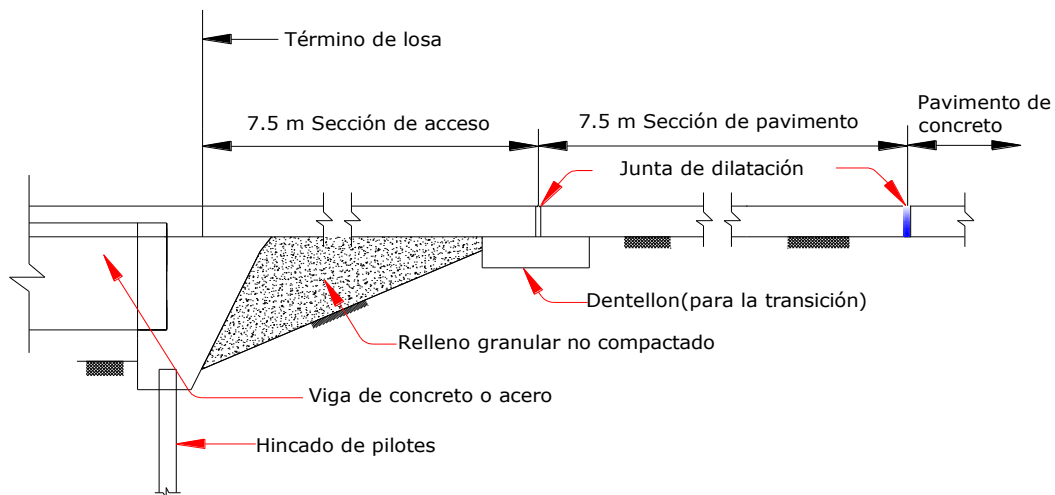 Término de losa
7.5 m Sección de acceso
7.5 m Sección de pavimento
Pavimento de
concreto
Junta de dilatación
Dentellon(para la transición)
Relleno granular no compactado
Viga de concreto o acero
Hincado de pilotes